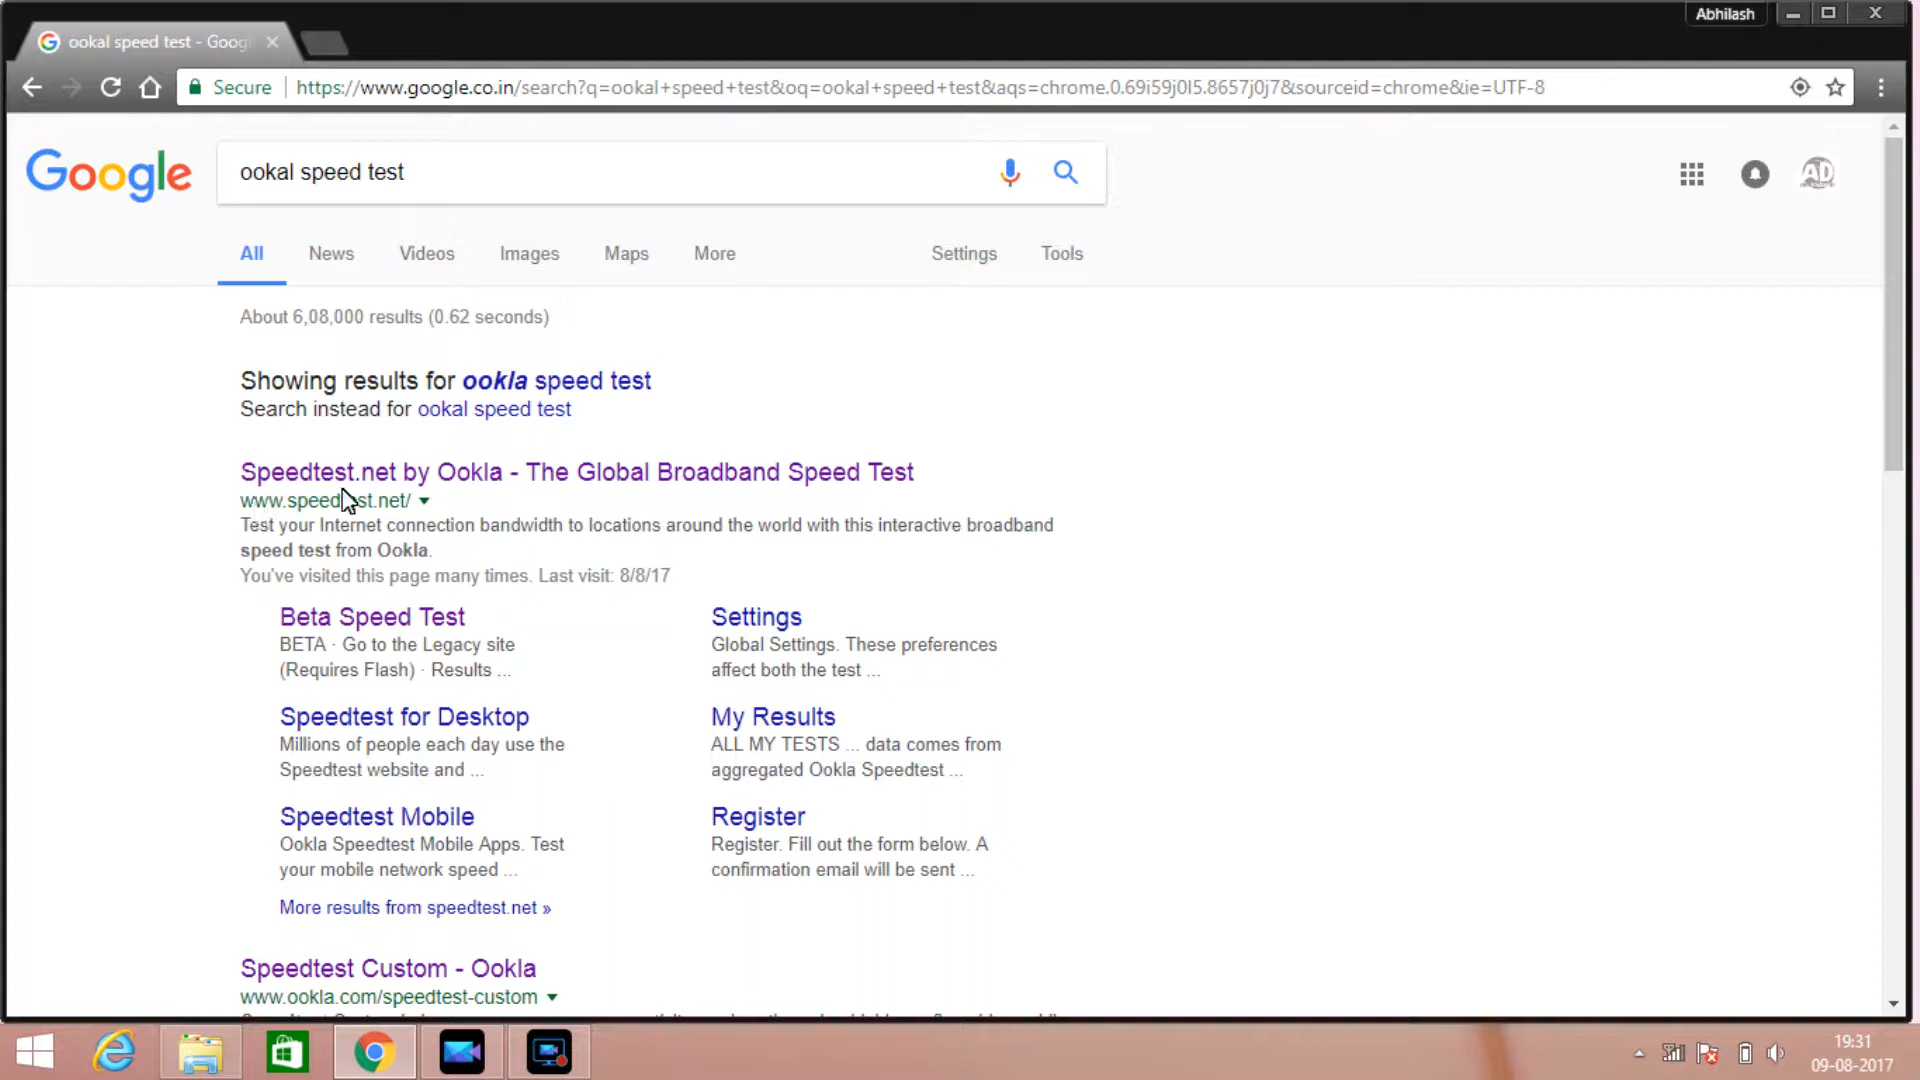 Abhilash
ookal speed test - Goog
Secure https://www.google.co.in/search?q=ookal+speed+test&oq=ookal+speed+test&aqs=chrome.0.69i59j0l5.8657j0j7&sourceid=chrome&ie=UTF-8
Google
ookal speed test
AD
All News Videos Images Maps More Settings Tools
About 6,08,000 results (0.62 seconds)
Showing results for ookla speed test
Search instead for ookal speed test
Speedtest.net by Ookla - The Global Broadband Speed Test
www.speedtest.net/
Test your Internet connection bandwidth to locations around the world with this interactive broadband
speed test from Ookla.
You've visited this page many times. Last visit: 8/8/17
Beta Speed Test
BETA · Go to the Legacy site
(Requires Flash) · Results ...
Settings
Global Settings. These preferences
affect both the test ...
Speedtest for Desktop
Millions of people each day use the
Speedtest website and ...
My Results
ALL MY TESTS ... data comes from
aggregated Ookla Speedtest ...
Speedtest Mobile
Ookla Speedtest Mobile Apps. Test
your mobile network speed ...
Register
Register. Fill out the form below. A
confirmation email will be sent ...
More results from speedtest.net »
Speedtest Custom - Ookla
www.ookla.com/speedtest-custom
19:31
09-08-2017